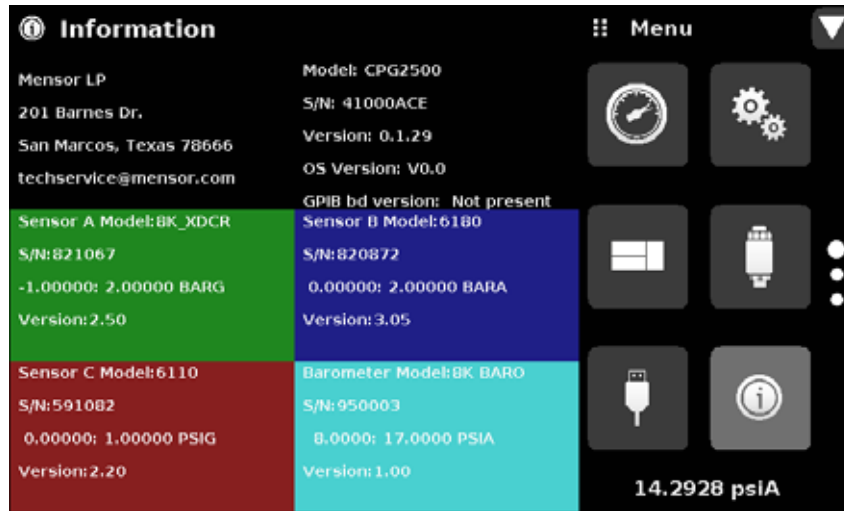 Information
Mensor LP
201 Barnes Dr.
San Marcos, Texas 78666
techservice@mensor.com
Model: CPG2500
S/N: 41000ACE
Version: 0.1.29
OS Version: V0.0
GPIB bd version: Not present
Sensor A Model:8K_XDCR
S/N:821067
-1.00000: 2.00000 BARG
Version:2.50
Sensor B Model:6180
S/N:820872
0.00000: 2.00000 BARA
Version:3.05
Sensor C Model:6110
S/N:591082
0.00000: 1.00000 PSIG
Version:2.20
Barometer Model:8K BARO
S/N:950003
8.0000: 17.0000 PSIA
Version:1.00
Menu
14.2928 psiA